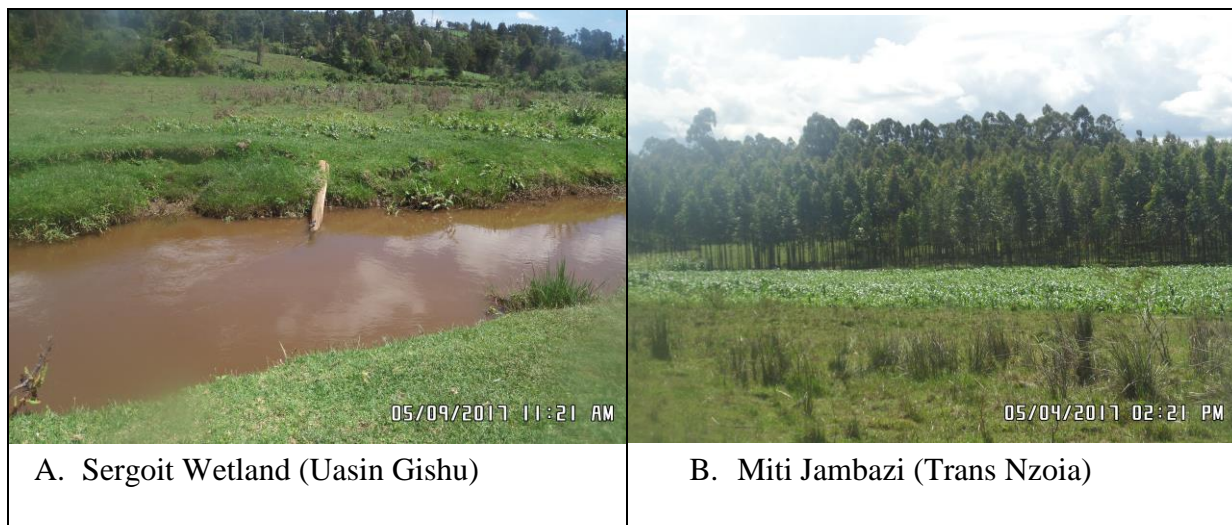 05/09/2017 11:21 AM
05/04/2017 02:21 PM
A. Sergoit Wetland (Uasin Gishu)
B. Miti Jambazi (Trans Nzoia)